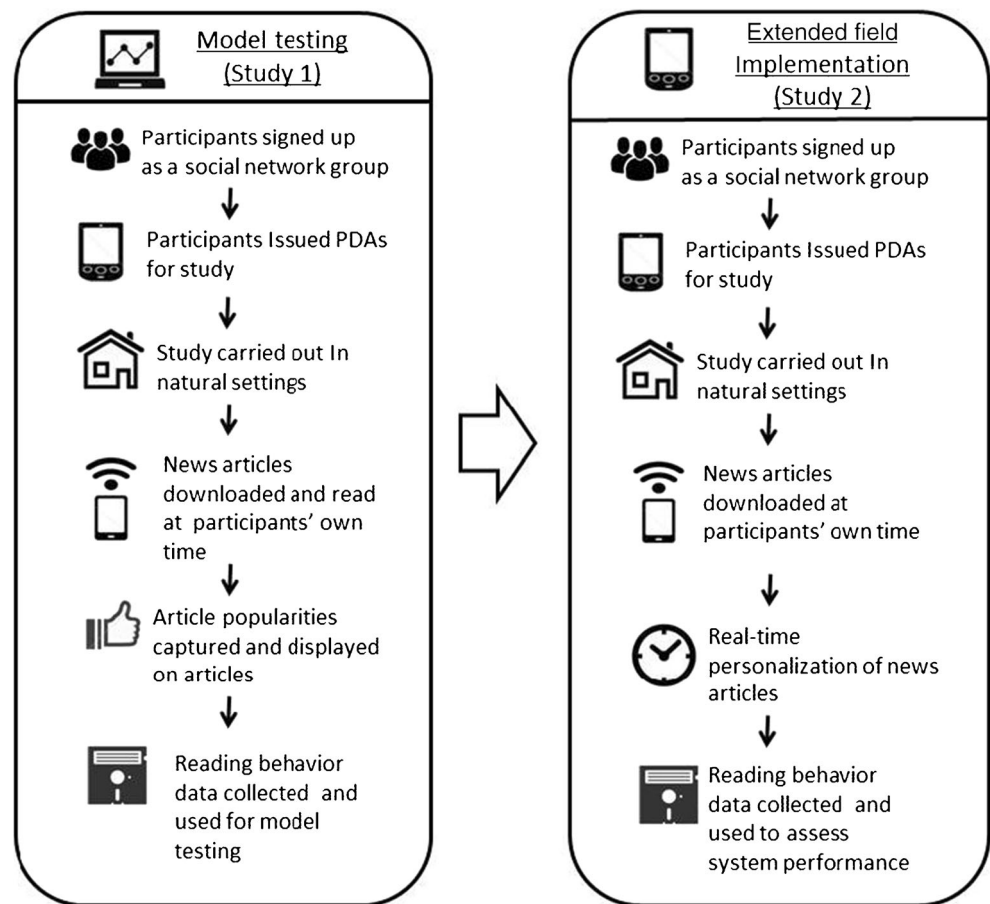 Model testing
(Study 1)
Participants signed up
as a social network group
Participants Issued PDAs
for study
Study carried out In
natural settings
News articles
downloaded and read
at participants’ own
time
Article popularities
captured and displayed
on articles
Reading behavior
data collected and
used for model
testing
Extended field
Implementation
(Study 2)
Participants signed up
as a social network group
Participants Issued PDAs
for study
Study carried out In
natural settings
News articles
downloaded at
participants’ own time
Real-time
personalization of news
articles
Reading behavior
data collected and
used to assess
system performance